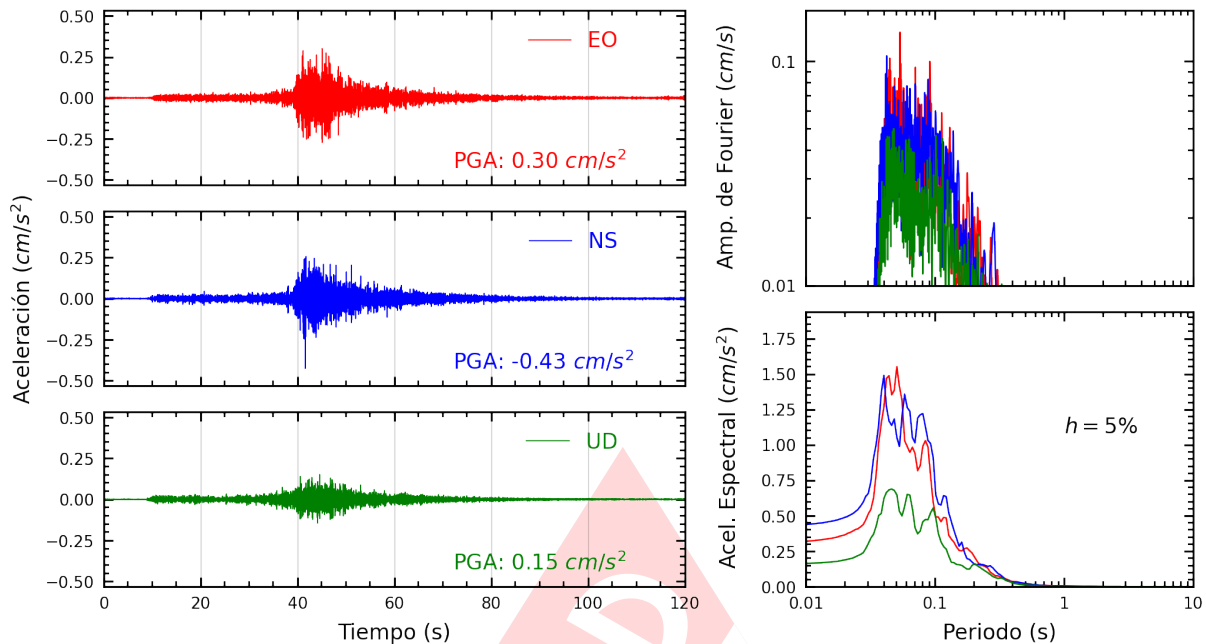 Aceleración (cm/s²)
0.50
0.25
0.00
−0.25
−0.50
EO
PGA: 0.30 cm/s²
0.50
0.25
0.00
−0.25
−0.50
NS
PGA: -0.43 cm/s²
0.50
0.25
0.00
−0.25
−0.50
UD
PGA: 0.15 cm/s²
0 20 40 60 80 100 120
Tiempo (s)
Amp. de Fourier (cm/s)
0.1
0.01
Acel. Espectral (cm/s²)
1.75
1.50
1.25
1.00
0.75
0.50
0.25
0.00
h = 5%
0.01 0.1 1 10
Periodo (s)